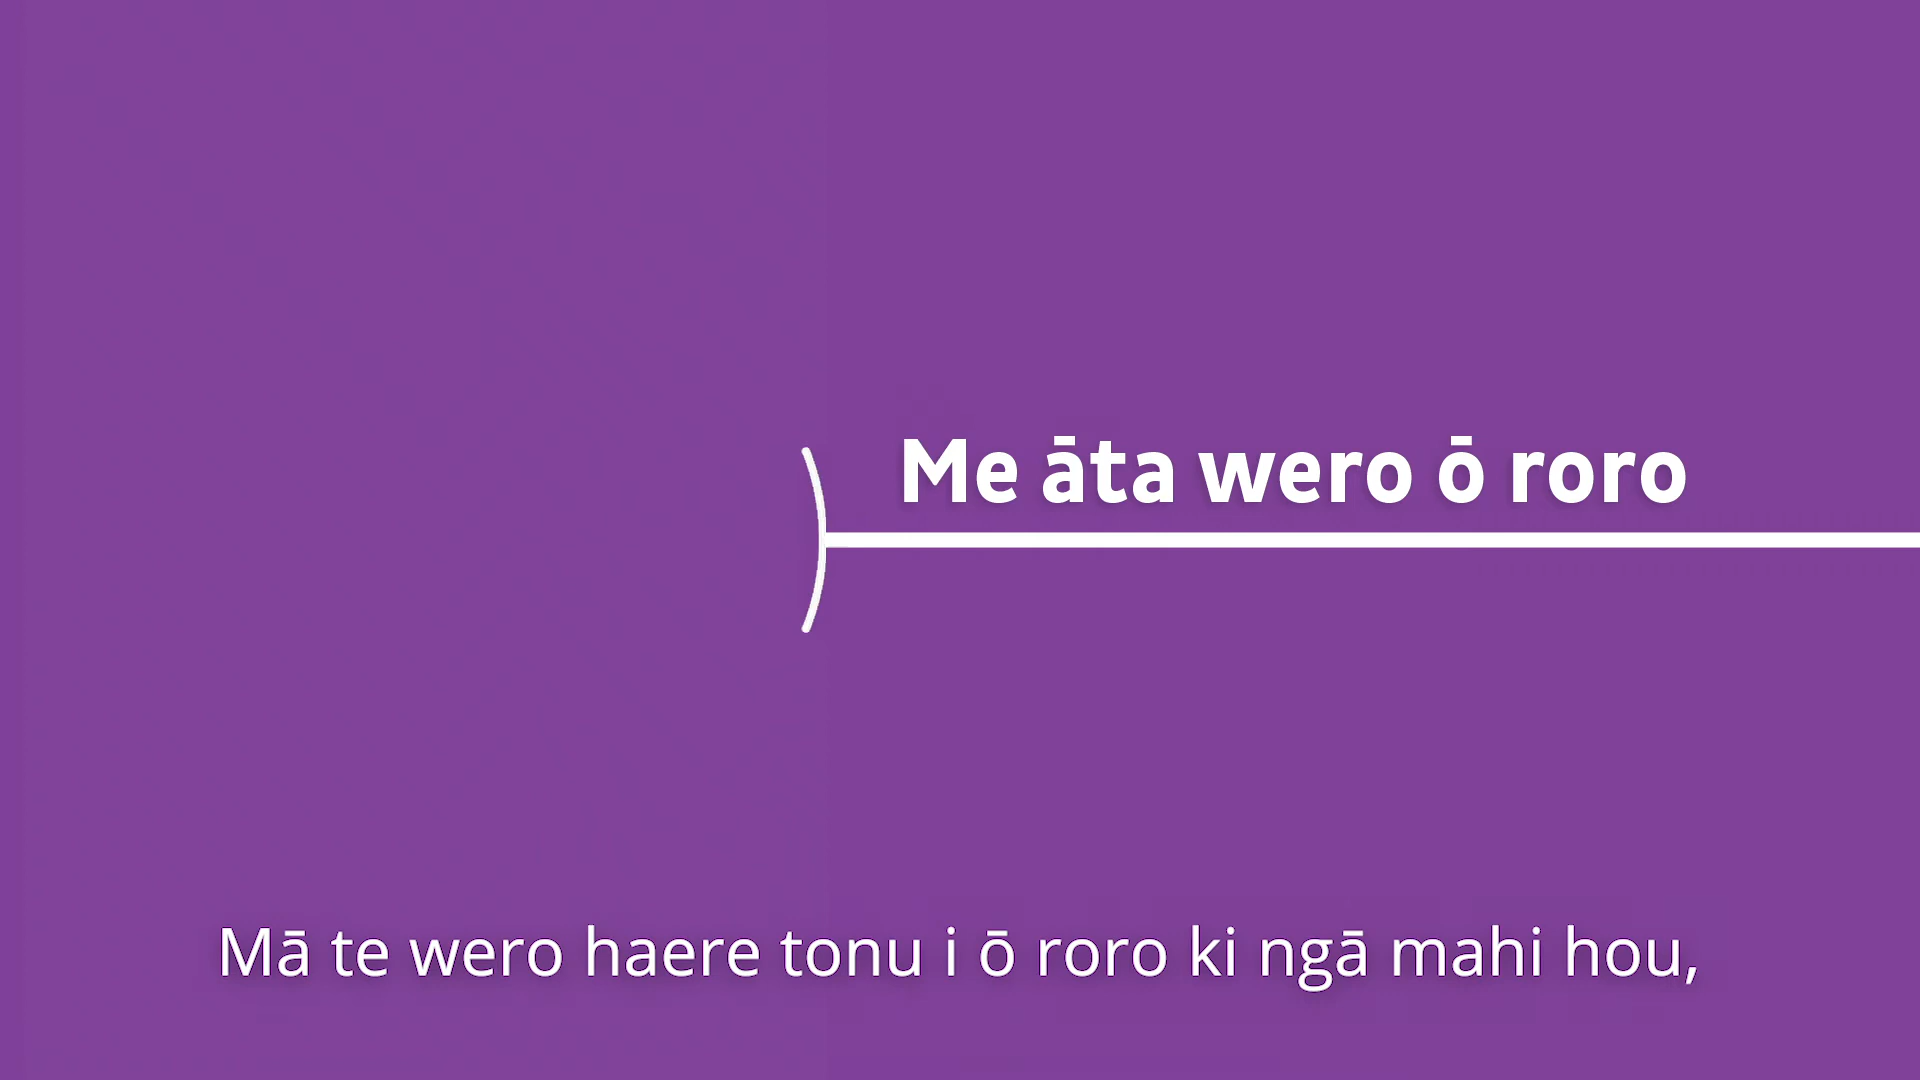 Me āta wero ō roro
Mā te wero haere tonu i ō roro ki ngā mahi hou,